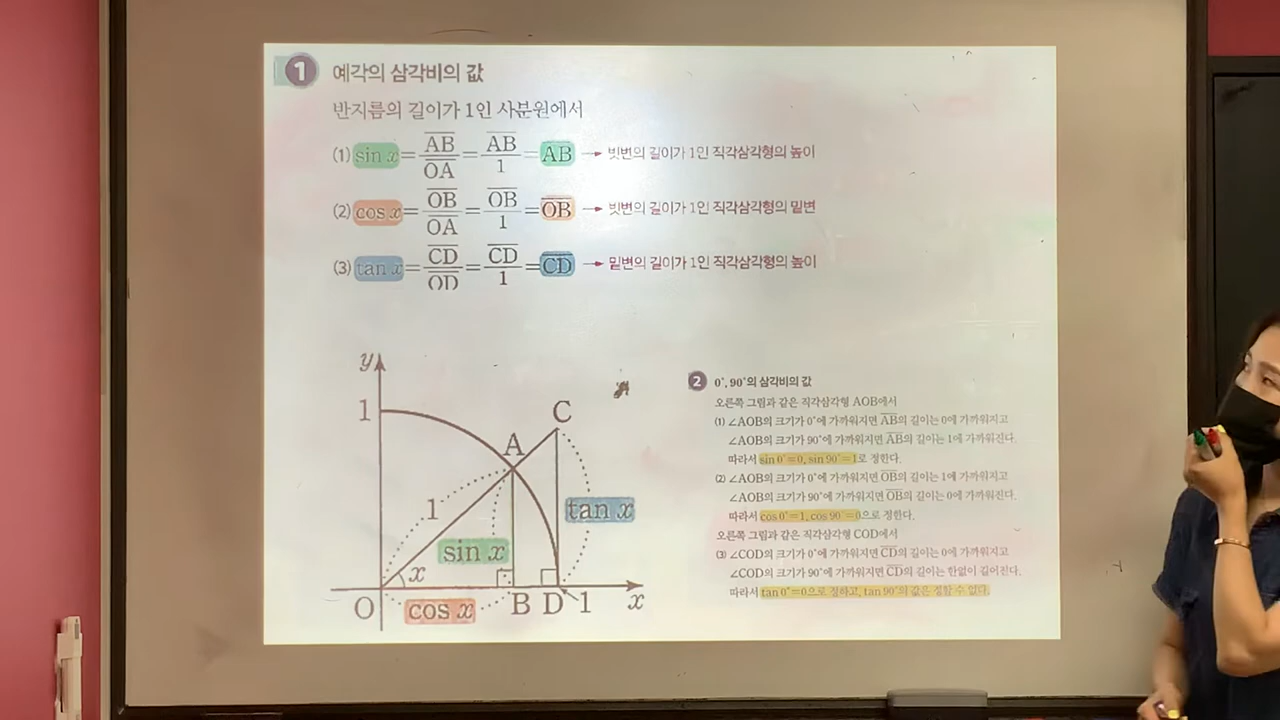 1 예각의 삼각비의 값
반지름의 길이가 1인 사분원에서
(1) sin x = AB/OA = AB/1 = AB → 빗변의 길이가 1인 직각삼각형의 높이
(2) cos x = OB/OA = OB/1 = OB → 빗변의 길이가 1인 직각삼각형의 밑변
(3) tan x = CD/OD = CD/1 = CD → 밑변의 길이가 1인 직각삼각형의 높이
y
1
C
A
1
tan x
sin x
x
O
cos x
B D 1 x
2 0°, 90°의 삼각비의 값
오른쪽 그림과 같은 직각삼각형 AOB에서
(1) ∠AOB의 크기가 0°에 가까워지면 AB의 길이는 0에 가까워지고
∠AOB의 크기가 90°에 가까워지면 AB의 길이는 1에 가까워진다.
따라서 sin 0°=0, sin 90°=1로 정한다.
(2) ∠AOB의 크기가 0°에 가까워지면 OB의 길이는 1에 가까워지고
∠AOB의 크기가 90°에 가까워지면 OB의 길이는 0에 가까워진다.
따라서 cos 0°=1, cos 90°=0으로 정한다.
오른쪽 그림과 같은 직각삼각형 COD에서
(3) ∠COD의 크기가 0°에 가까워지면 CD의 길이는 0에 가까워지고
∠COD의 크기가 90°에 가까워지면 CD의 길이는 한없이 길어진다.
따라서 tan 0°=0으로 정하고, tan 90°의 값은 정할 수 없다.